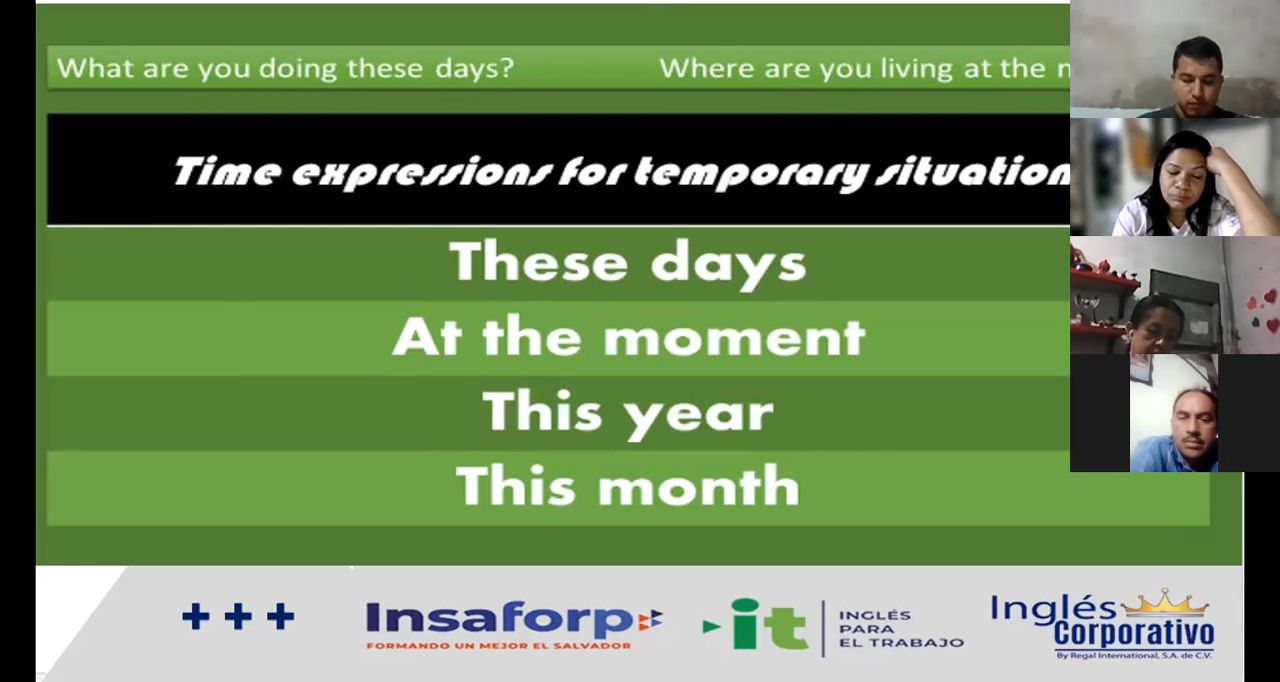 What are you doing these days?
Where are you living at the
Time expressions for temporary situation
These days
At the moment
This year
This month
+++
Insaforp
FORMANDO UN MEJOR EL SALVADOR
it
INGLÉS
PARA
EL TRABAJO
Inglés
Corporativo
By Regal International, S.A. de C.V.